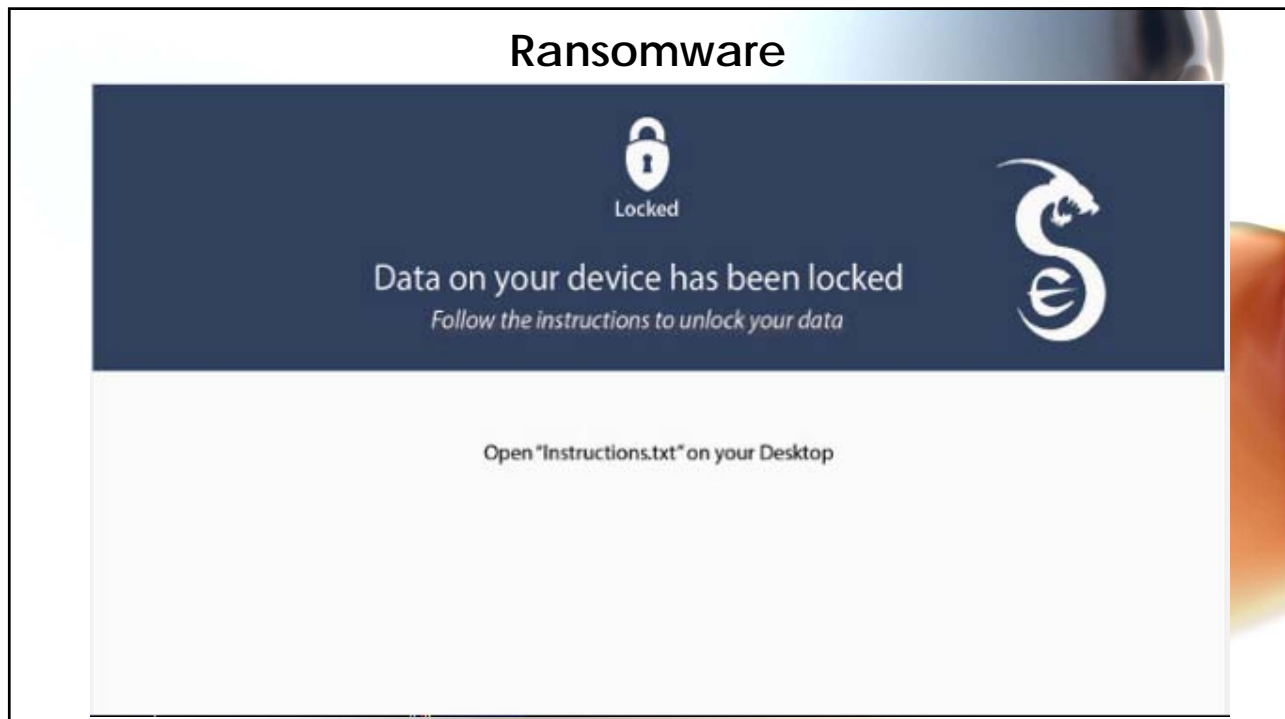 Ransomware
Locked
Data on your device has been locked
Follow the instructions to unlock your data
Open "Instructions.txt" on your Desktop